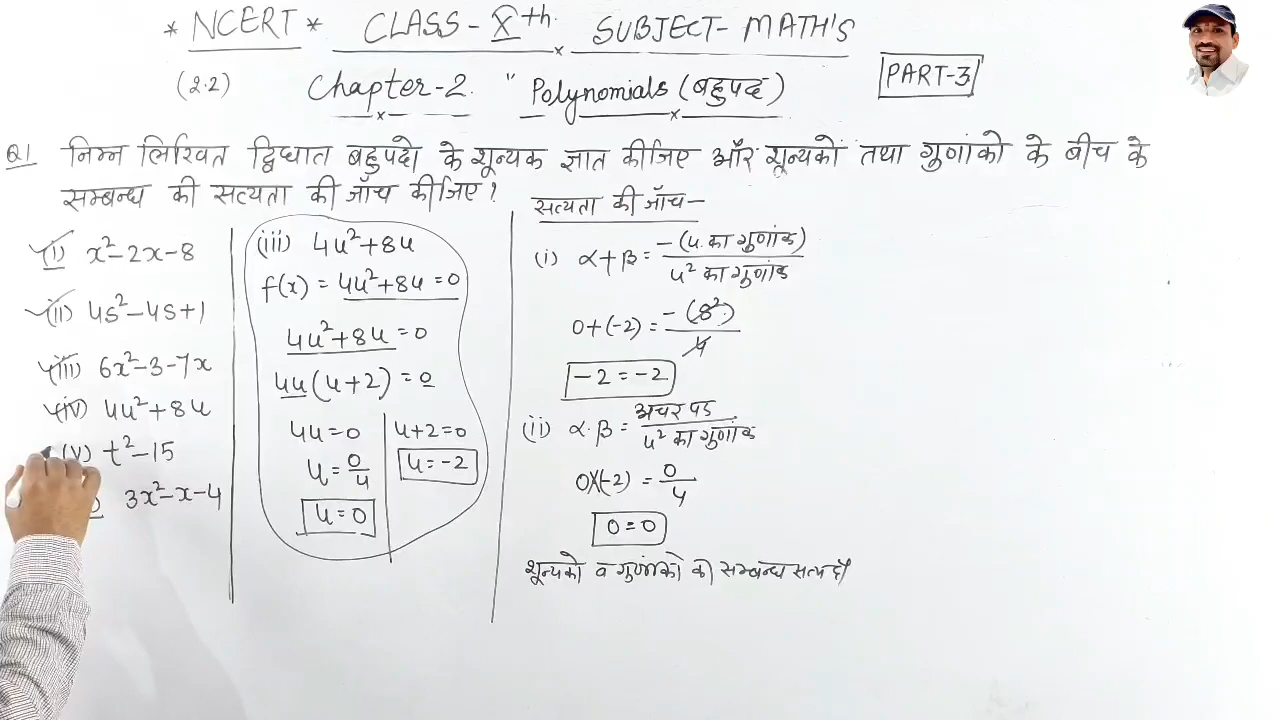 * NCERT * CLASS - Xth SUBJECT - MATH'S
(2.2) Chapter-2. " Polynomials (बहुपद)
PART-3
Q1 निम्न लिखित द्विघात बहुपदो के शून्यक ज्ञात कीजिए और शून्यकों तथा गुणांको के बीच के
सम्बन्ध की सत्यता की जाँच कीजिए?
(i) x²-2x-8
(ii) 4s²-4s+1
(iii) 6x²-3-7x
(iv) 4u²+8u
(v) t²-15
3x²-x-4
(iii) 4u²+8u
f(x) = 4u²+8u=0
4u²+8u=0
4u(u+2)=0
4u=0
u=0/4
u=0
u+2=0
u=-2
सत्यता की जाँच-
(i) α+β = -(u का गुणांक)/u² का गुणांक
0+(-2) = -(8²)/4
-2=-2
(ii) α.β = अचर पद/u² का गुणांक
0×(-2) = 0/4
0=0
शून्यको व गुणांको का सम्बन्ध सत्य है